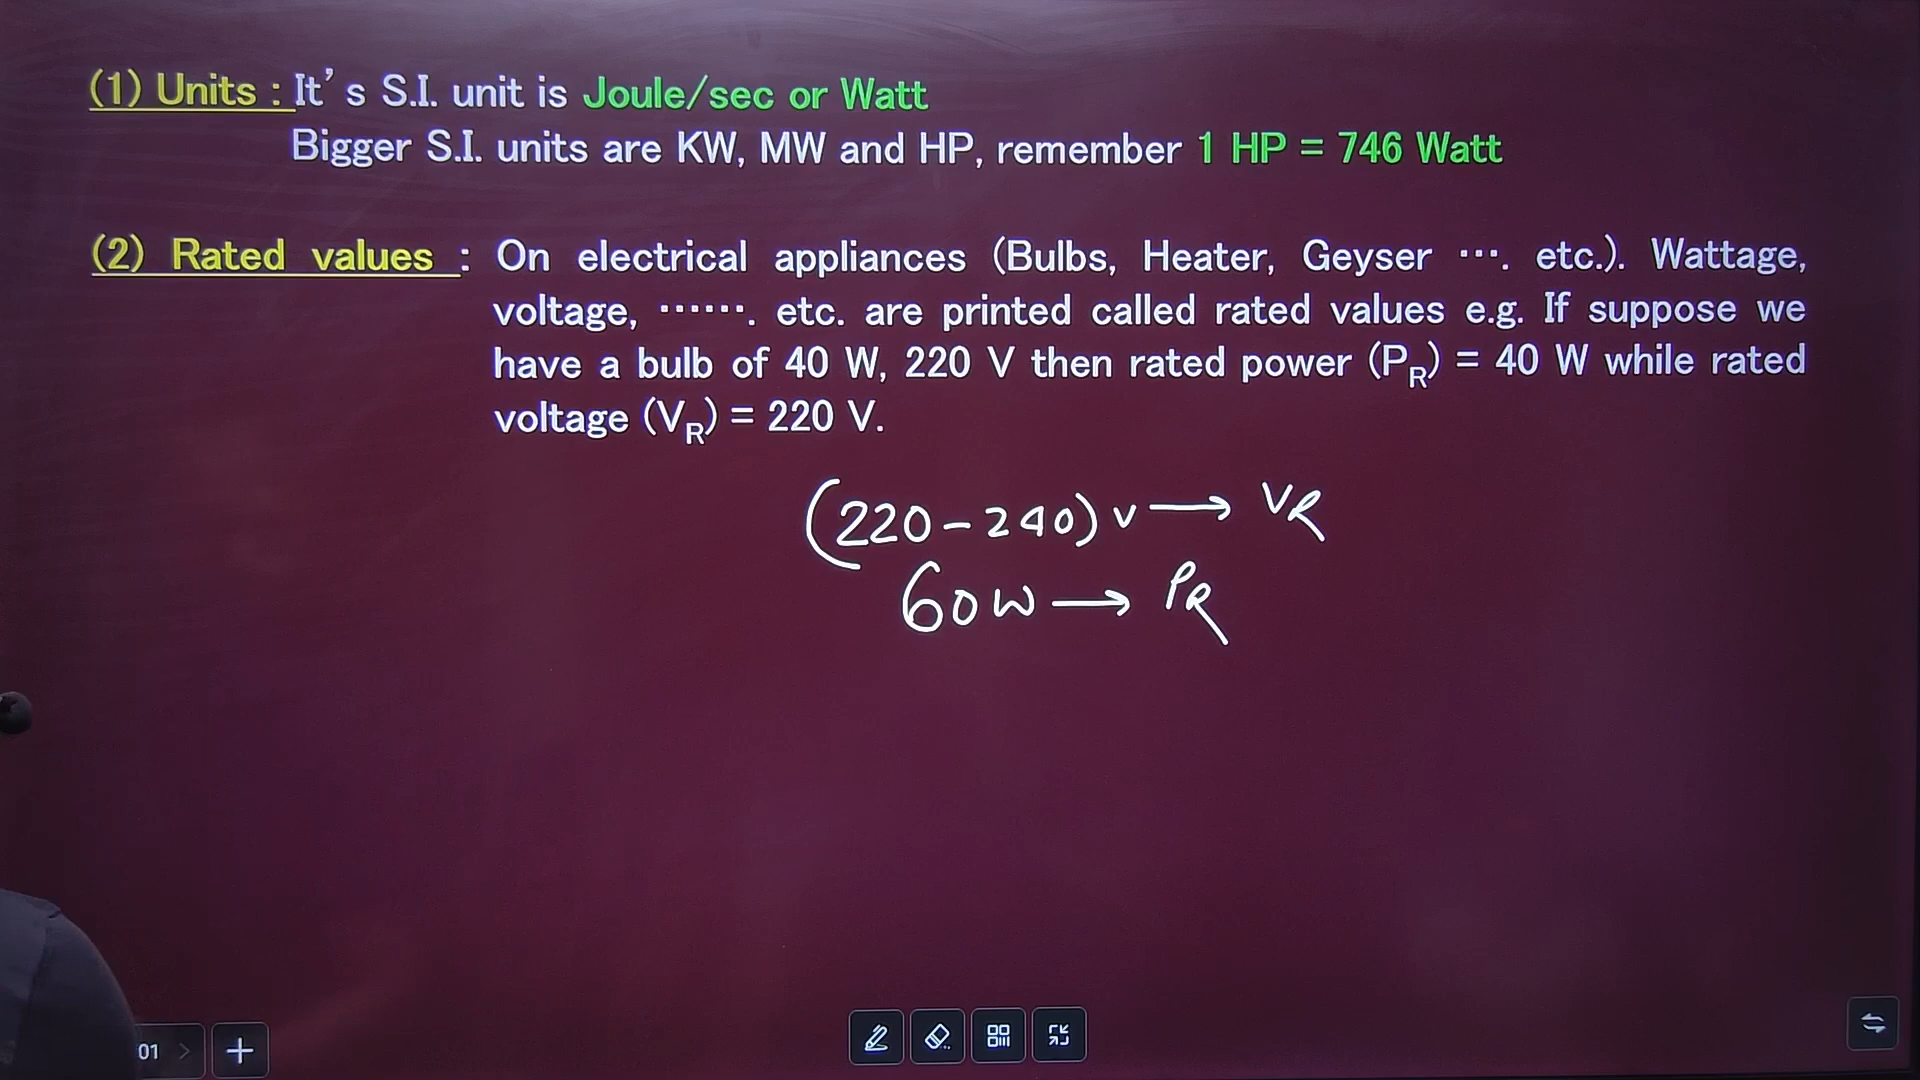 (1) Units : It's S.I. unit is Joule/sec or Watt
Bigger S.I. units are KW, MW and HP, remember 1 HP = 746 Watt
(2) Rated values : On electrical appliances (Bulbs, Heater, Geyser .... etc.). Wattage,
voltage, ....... etc. are printed called rated values e.g. If suppose we
have a bulb of 40 W, 220 V then rated power (PR) = 40 W while rated
voltage (VR) = 220 V.
(220-240) V → VR
60 W → PR
01